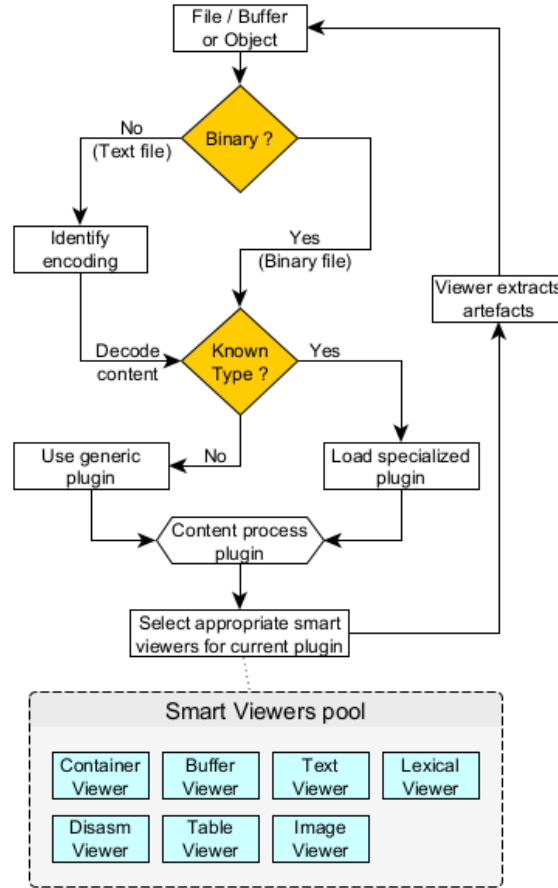 File / Buffer
or Object
Binary ?
No
(Text file)
Identify
encoding
Yes
(Binary file)
Viewer extracts
artefacts
Decode
content
Known
Type ?
Yes
Use generic
plugin
No
Load specialized
plugin
Content process
plugin
Select appropriate smart
viewers for current plugin
Smart Viewers pool
Container
Viewer
Buffer
Viewer
Text
Viewer
Lexical
Viewer
Disasm
Viewer
Table
Viewer
Image
Viewer